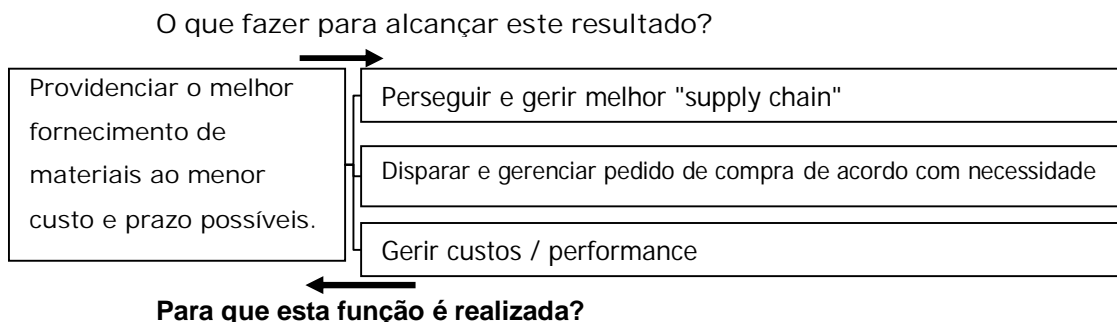 O que fazer para alcançar este resultado?
Providenciar o melhor
fornecimento de
materiais ao menor
custo e prazo possíveis.
Perseguir e gerir melhor "supply chain"
Disparar e gerenciar pedido de compra de acordo com necessidade
Gerir custos / performance
Para que esta função é realizada?